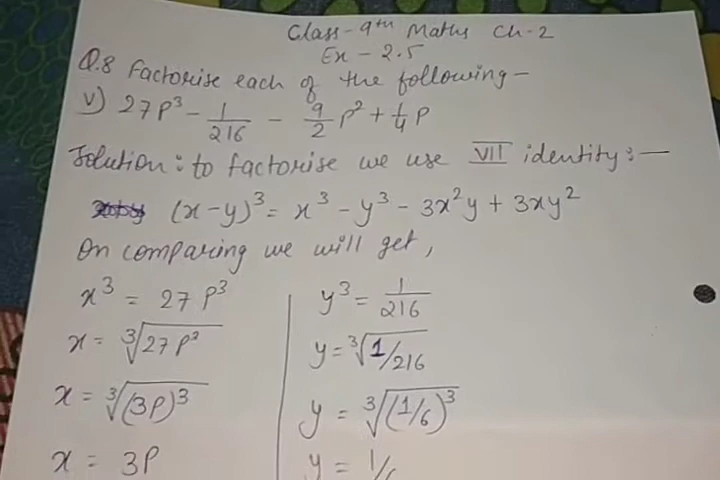 Class-9th Maths Ch-2
Ex-2.5
Q.8 Factorise each of the following-
v) 27p³ - 1/216 - 9/2 p² + 1/4 p
Solution: to factorise we use VII identity:-
(x-y)³ = x³ - y³ - 3x²y + 3xy²
On comparing we will get,
x³ = 27p³
x = ∛27p³
x = ∛(3p)³
x = 3p
y³ = 1/216
y = ∛1/216
y = ∛(1/6)³
y = 1/6